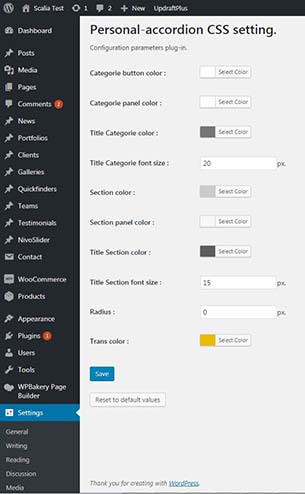 Scalia Test 1 2 + New UpdraftPlus
Dashboard
Posts
Media
Pages
Comments 2
News
Portfolios
Clients
Galleries
Quickfinders
Teams
Testimonials
NivoSlider
Contact
WooCommerce
Products
Appearance
Plugins 1
Users
Tools
WPBakery Page
Builder
Settings
General
Writing
Reading
Discussion
Media
Personal-accordion CSS setting.
Configuration parameters plug-in.
Categorie button color : Select Color
Categorie panel color : Select Color
Title Categorie color : Select Color
Title Categorie font size : 20 px.
Section color : Select Color
Section panel color : Select Color
Title Section color : Select Color
Title Section font size : 15 px.
Radius : 0 px.
Trans color : Select Color
Save
Reset to default values
Thank you for creating with WordPress.